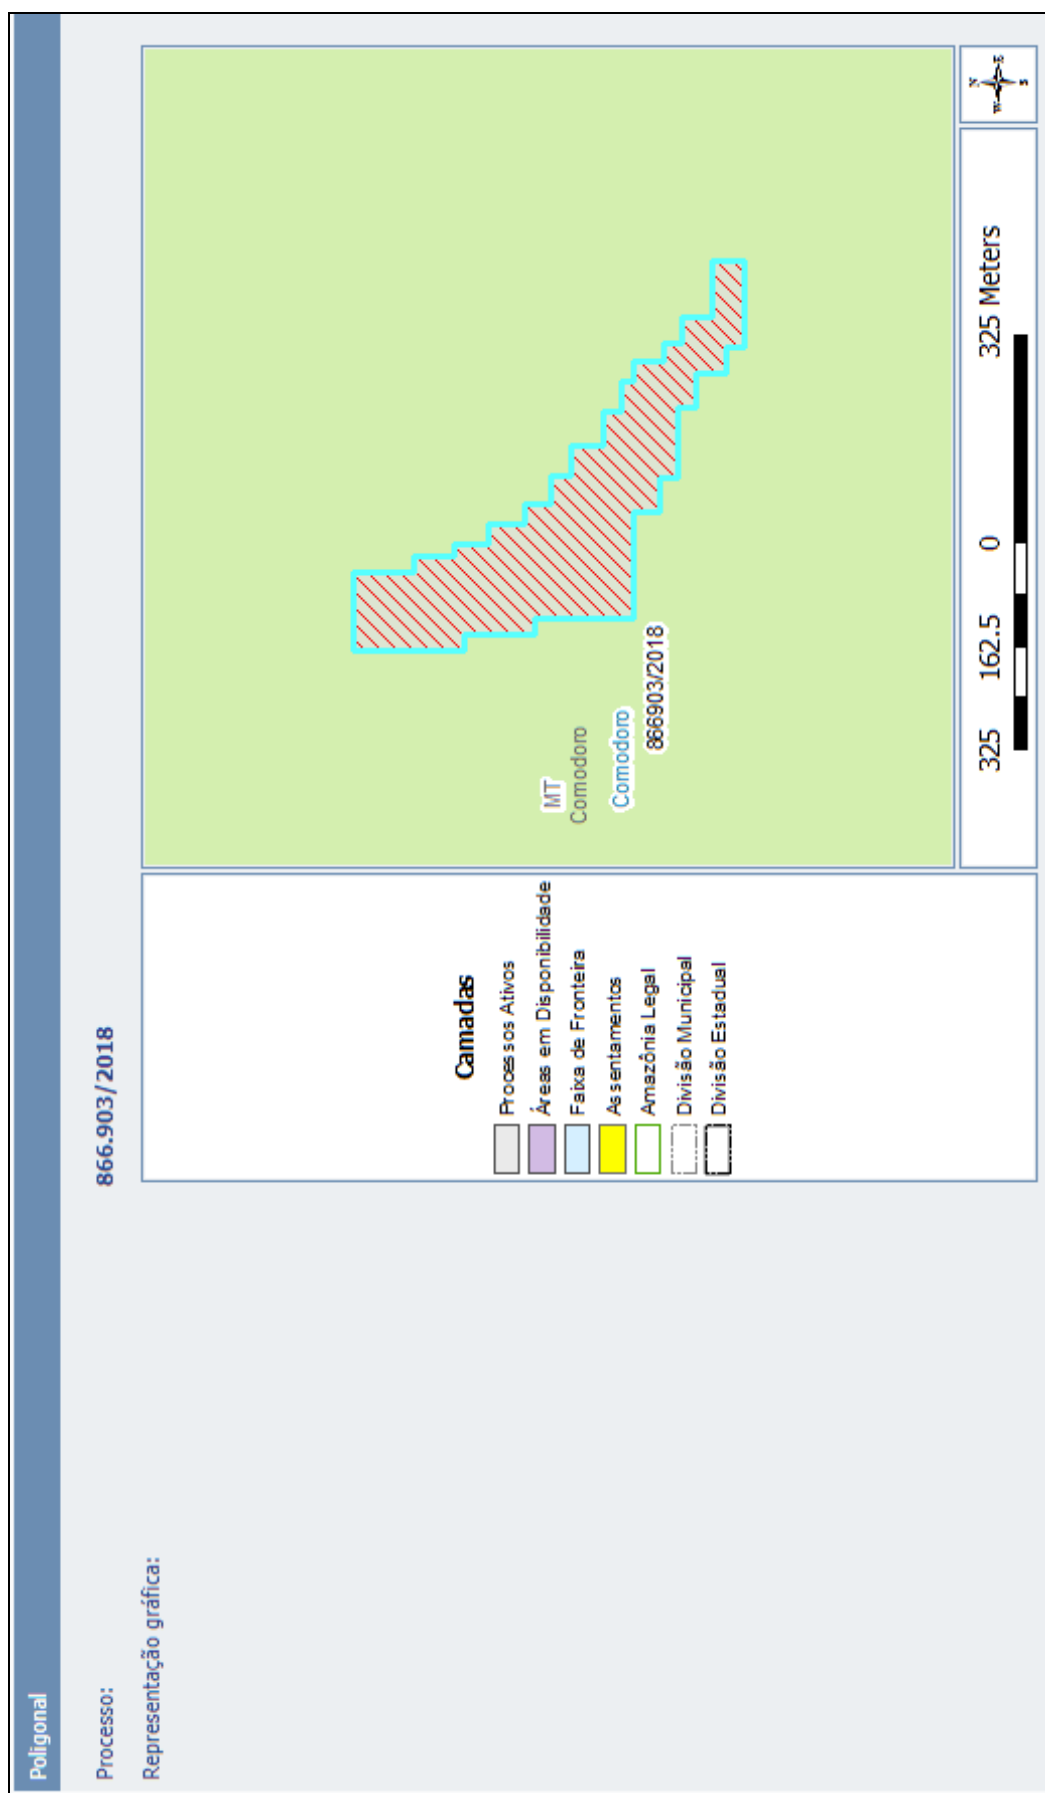 Poligonal
Processo:
866.903/2018
Representação gráfica:
Camadas
Processos Ativos
Áreas em Disponibilidade
Faixa de Fronteira
Assentamentos
Amazônia Legal
Divisão Municipal
Divisão Estadual
MT
Comodoro
Comodoro
866903/2018
325 162.5 0 325 Meters
N
W E
S